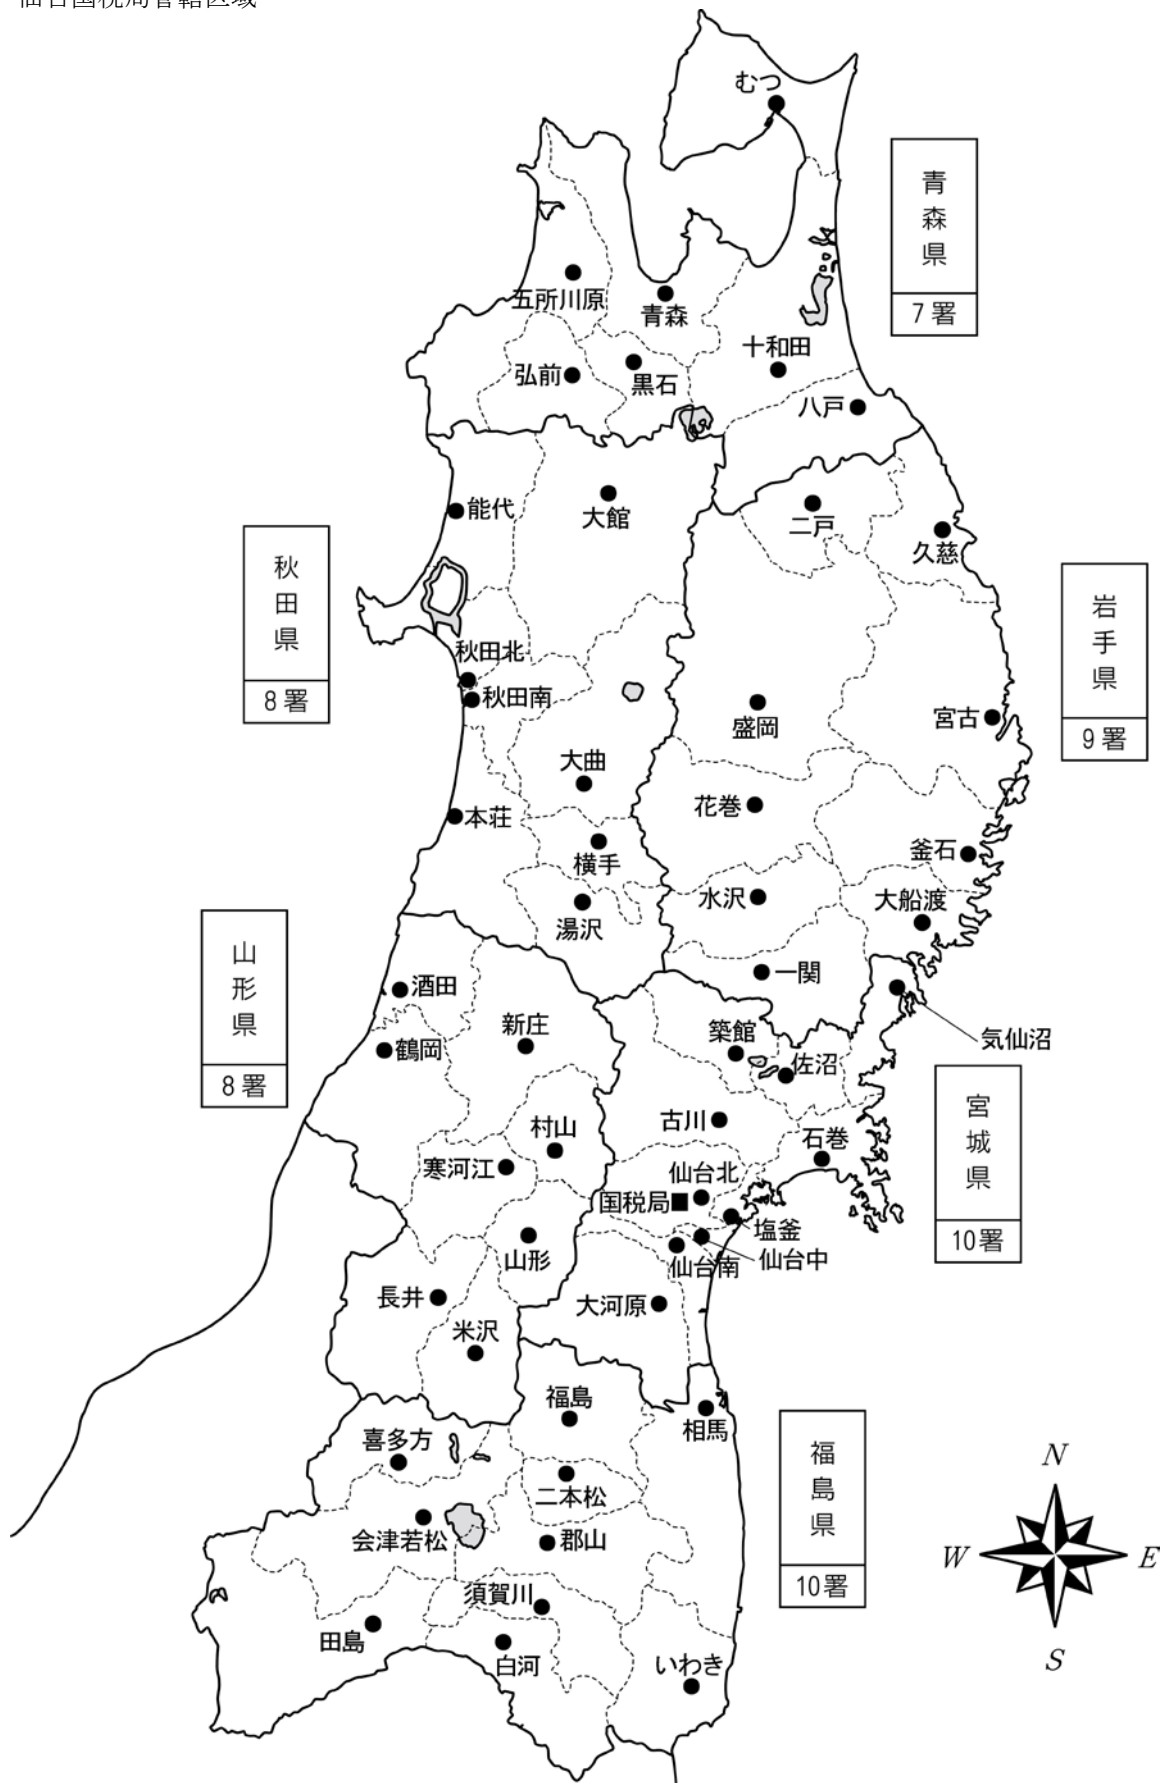 仙台国税局管轄区域
むつ
青森県
7署
五所川原
青森
十和田
弘前
黒石
八戸
能代
大館
二戸
久慈
秋田県
8署
岩手県
9署
秋田北
秋田南
盛岡
宮古
大曲
花巻
本荘
横手
釜石
水沢
大船渡
湯沢
山形県
8署
一関
酒田
新庄
鶴岡
築館
佐沼
気仙沼
宮城県
10署
古川
村山
石巻
寒河江
仙台北
国税局
塩釜
山形
仙台南
仙台中
長井
大河原
米沢
福島
相馬
福島県
10署
喜多方
二本松
会津若松
郡山
須賀川
田島
白河
いわき
N
W
E
S